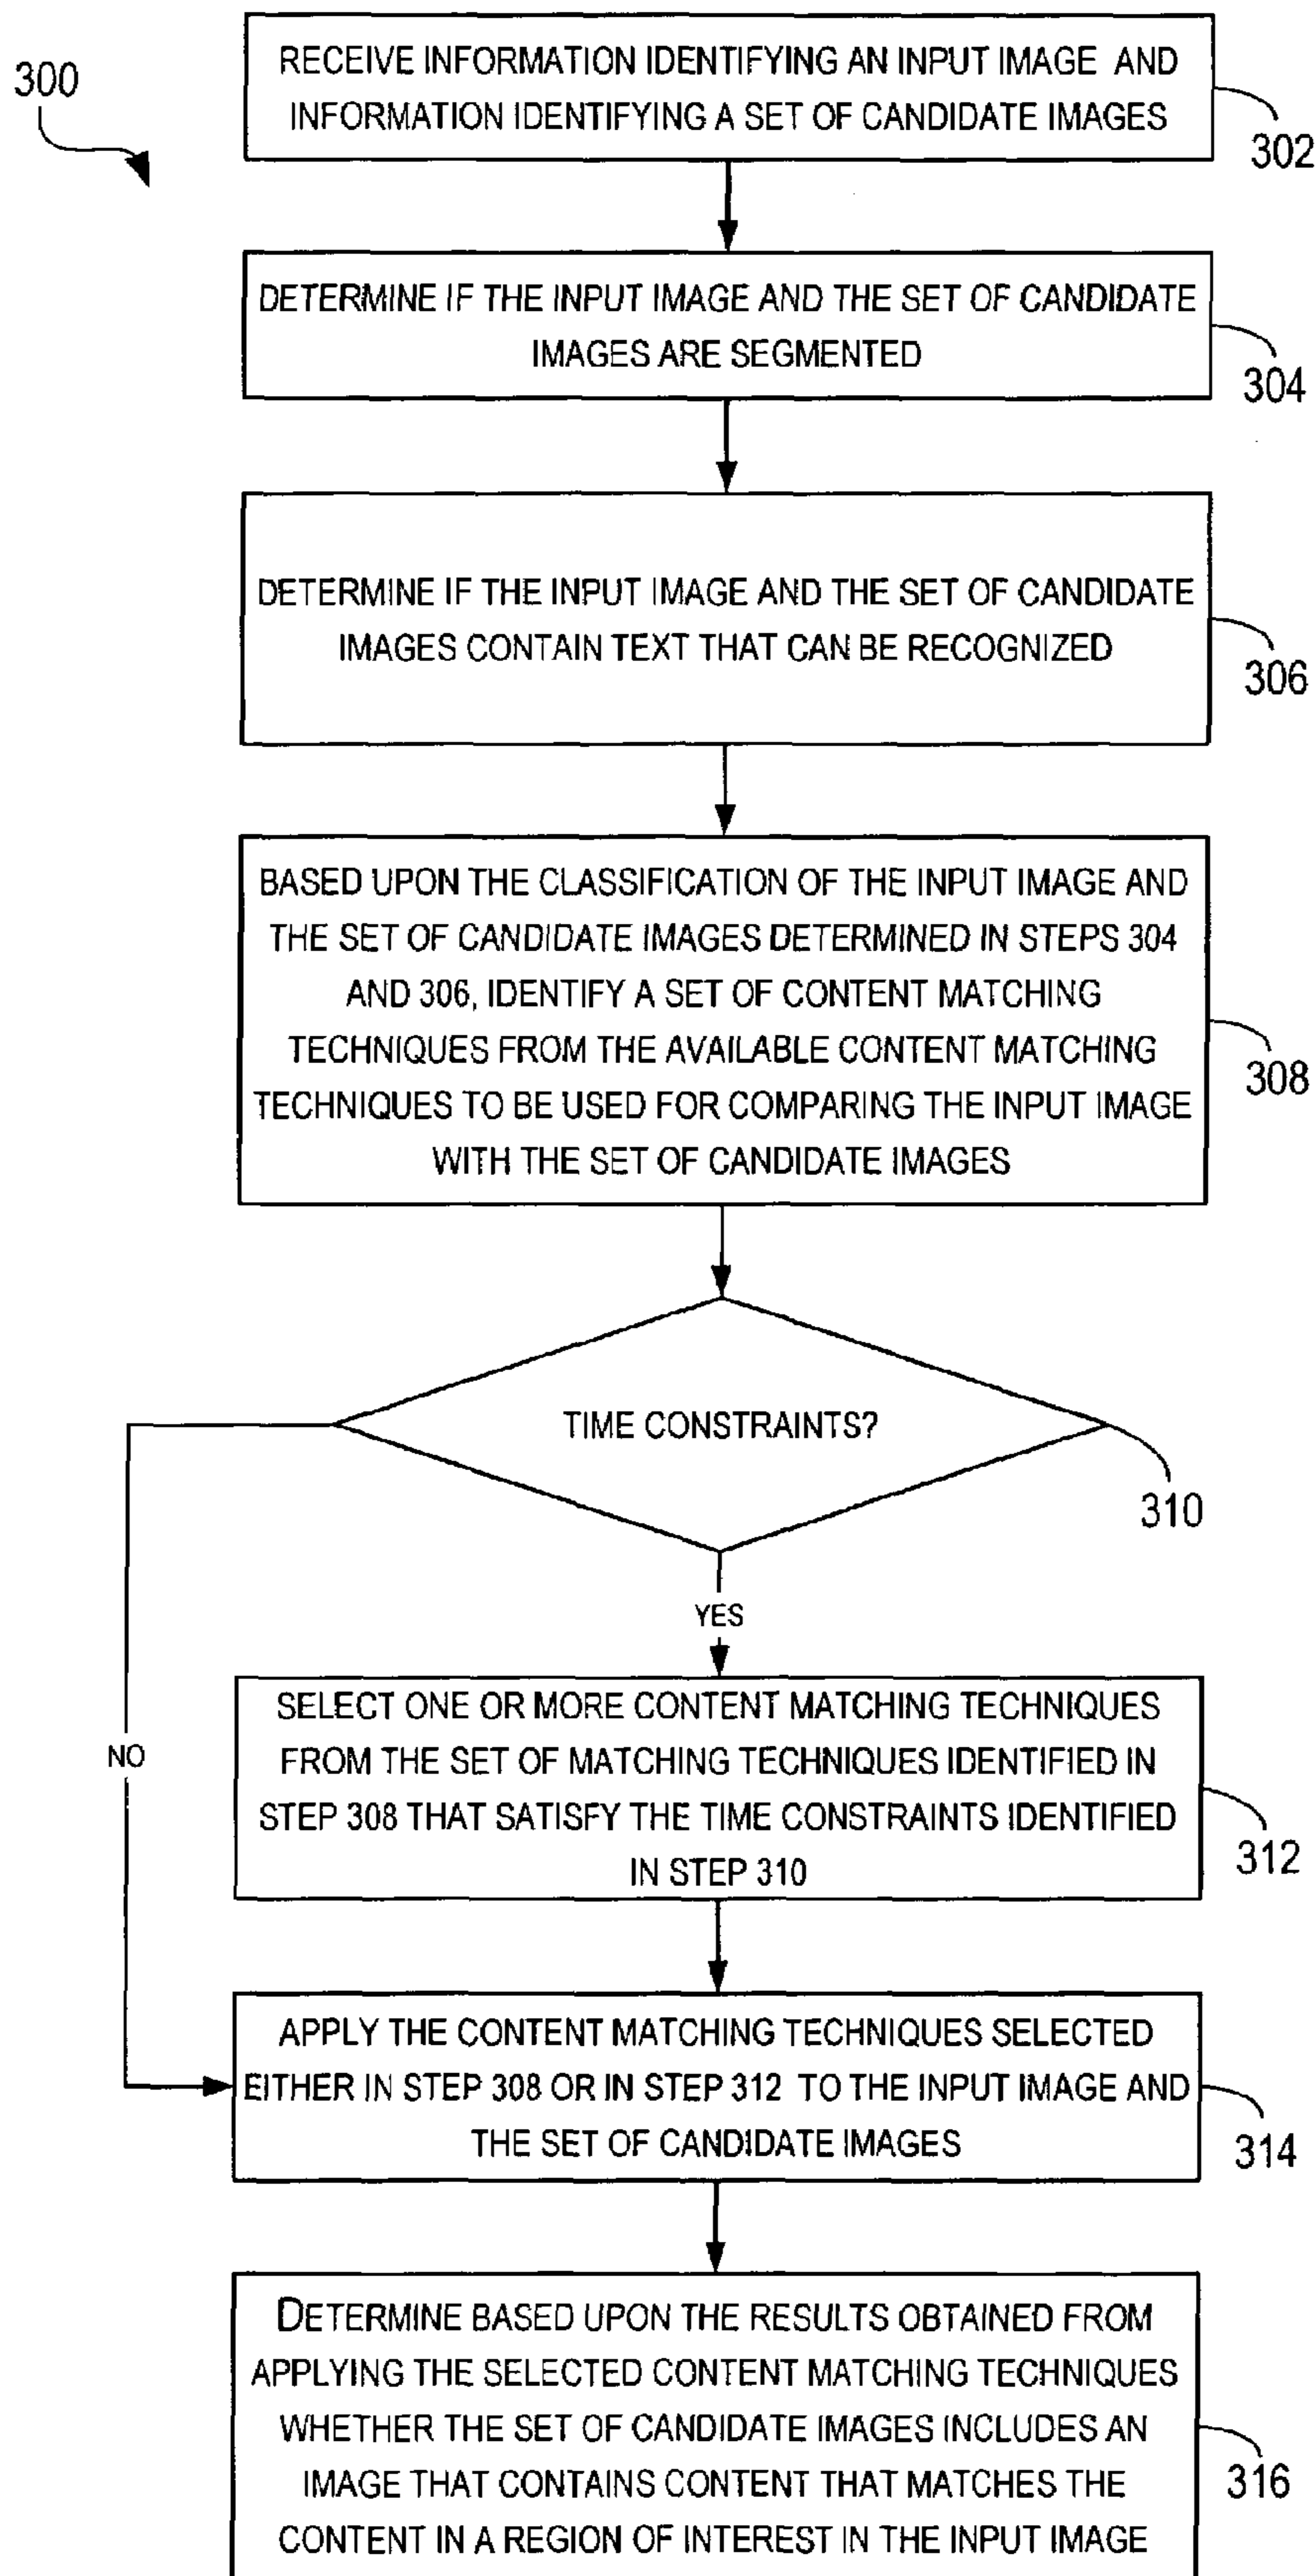 300
RECEIVE INFORMATION IDENTIFYING AN INPUT IMAGE AND
INFORMATION IDENTIFYING A SET OF CANDIDATE IMAGES
302
DETERMINE IF THE INPUT IMAGE AND THE SET OF CANDIDATE
IMAGES ARE SEGMENTED
304
DETERMINE IF THE INPUT IMAGE AND THE SET OF CANDIDATE
IMAGES CONTAIN TEXT THAT CAN BE RECOGNIZED
306
BASED UPON THE CLASSIFICATION OF THE INPUT IMAGE AND
THE SET OF CANDIDATE IMAGES DETERMINED IN STEPS 304
AND 306, IDENTIFY A SET OF CONTENT MATCHING
TECHNIQUES FROM THE AVAILABLE CONTENT MATCHING
TECHNIQUES TO BE USED FOR COMPARING THE INPUT IMAGE
WITH THE SET OF CANDIDATE IMAGES
308
TIME CONSTRAINTS?
310
YES
NO
SELECT ONE OR MORE CONTENT MATCHING TECHNIQUES
FROM THE SET OF MATCHING TECHNIQUES IDENTIFIED IN
STEP 308 THAT SATISFY THE TIME CONSTRAINTS IDENTIFIED
IN STEP 310
312
APPLY THE CONTENT MATCHING TECHNIQUES SELECTED
EITHER IN STEP 308 OR IN STEP 312 TO THE INPUT IMAGE AND
THE SET OF CANDIDATE IMAGES
314
DETERMINE BASED UPON THE RESULTS OBTAINED FROM
APPLYING THE SELECTED CONTENT MATCHING TECHNIQUES
WHETHER THE SET OF CANDIDATE IMAGES INCLUDES AN
IMAGE THAT CONTAINS CONTENT THAT MATCHES THE
CONTENT IN A REGION OF INTEREST IN THE INPUT IMAGE
316